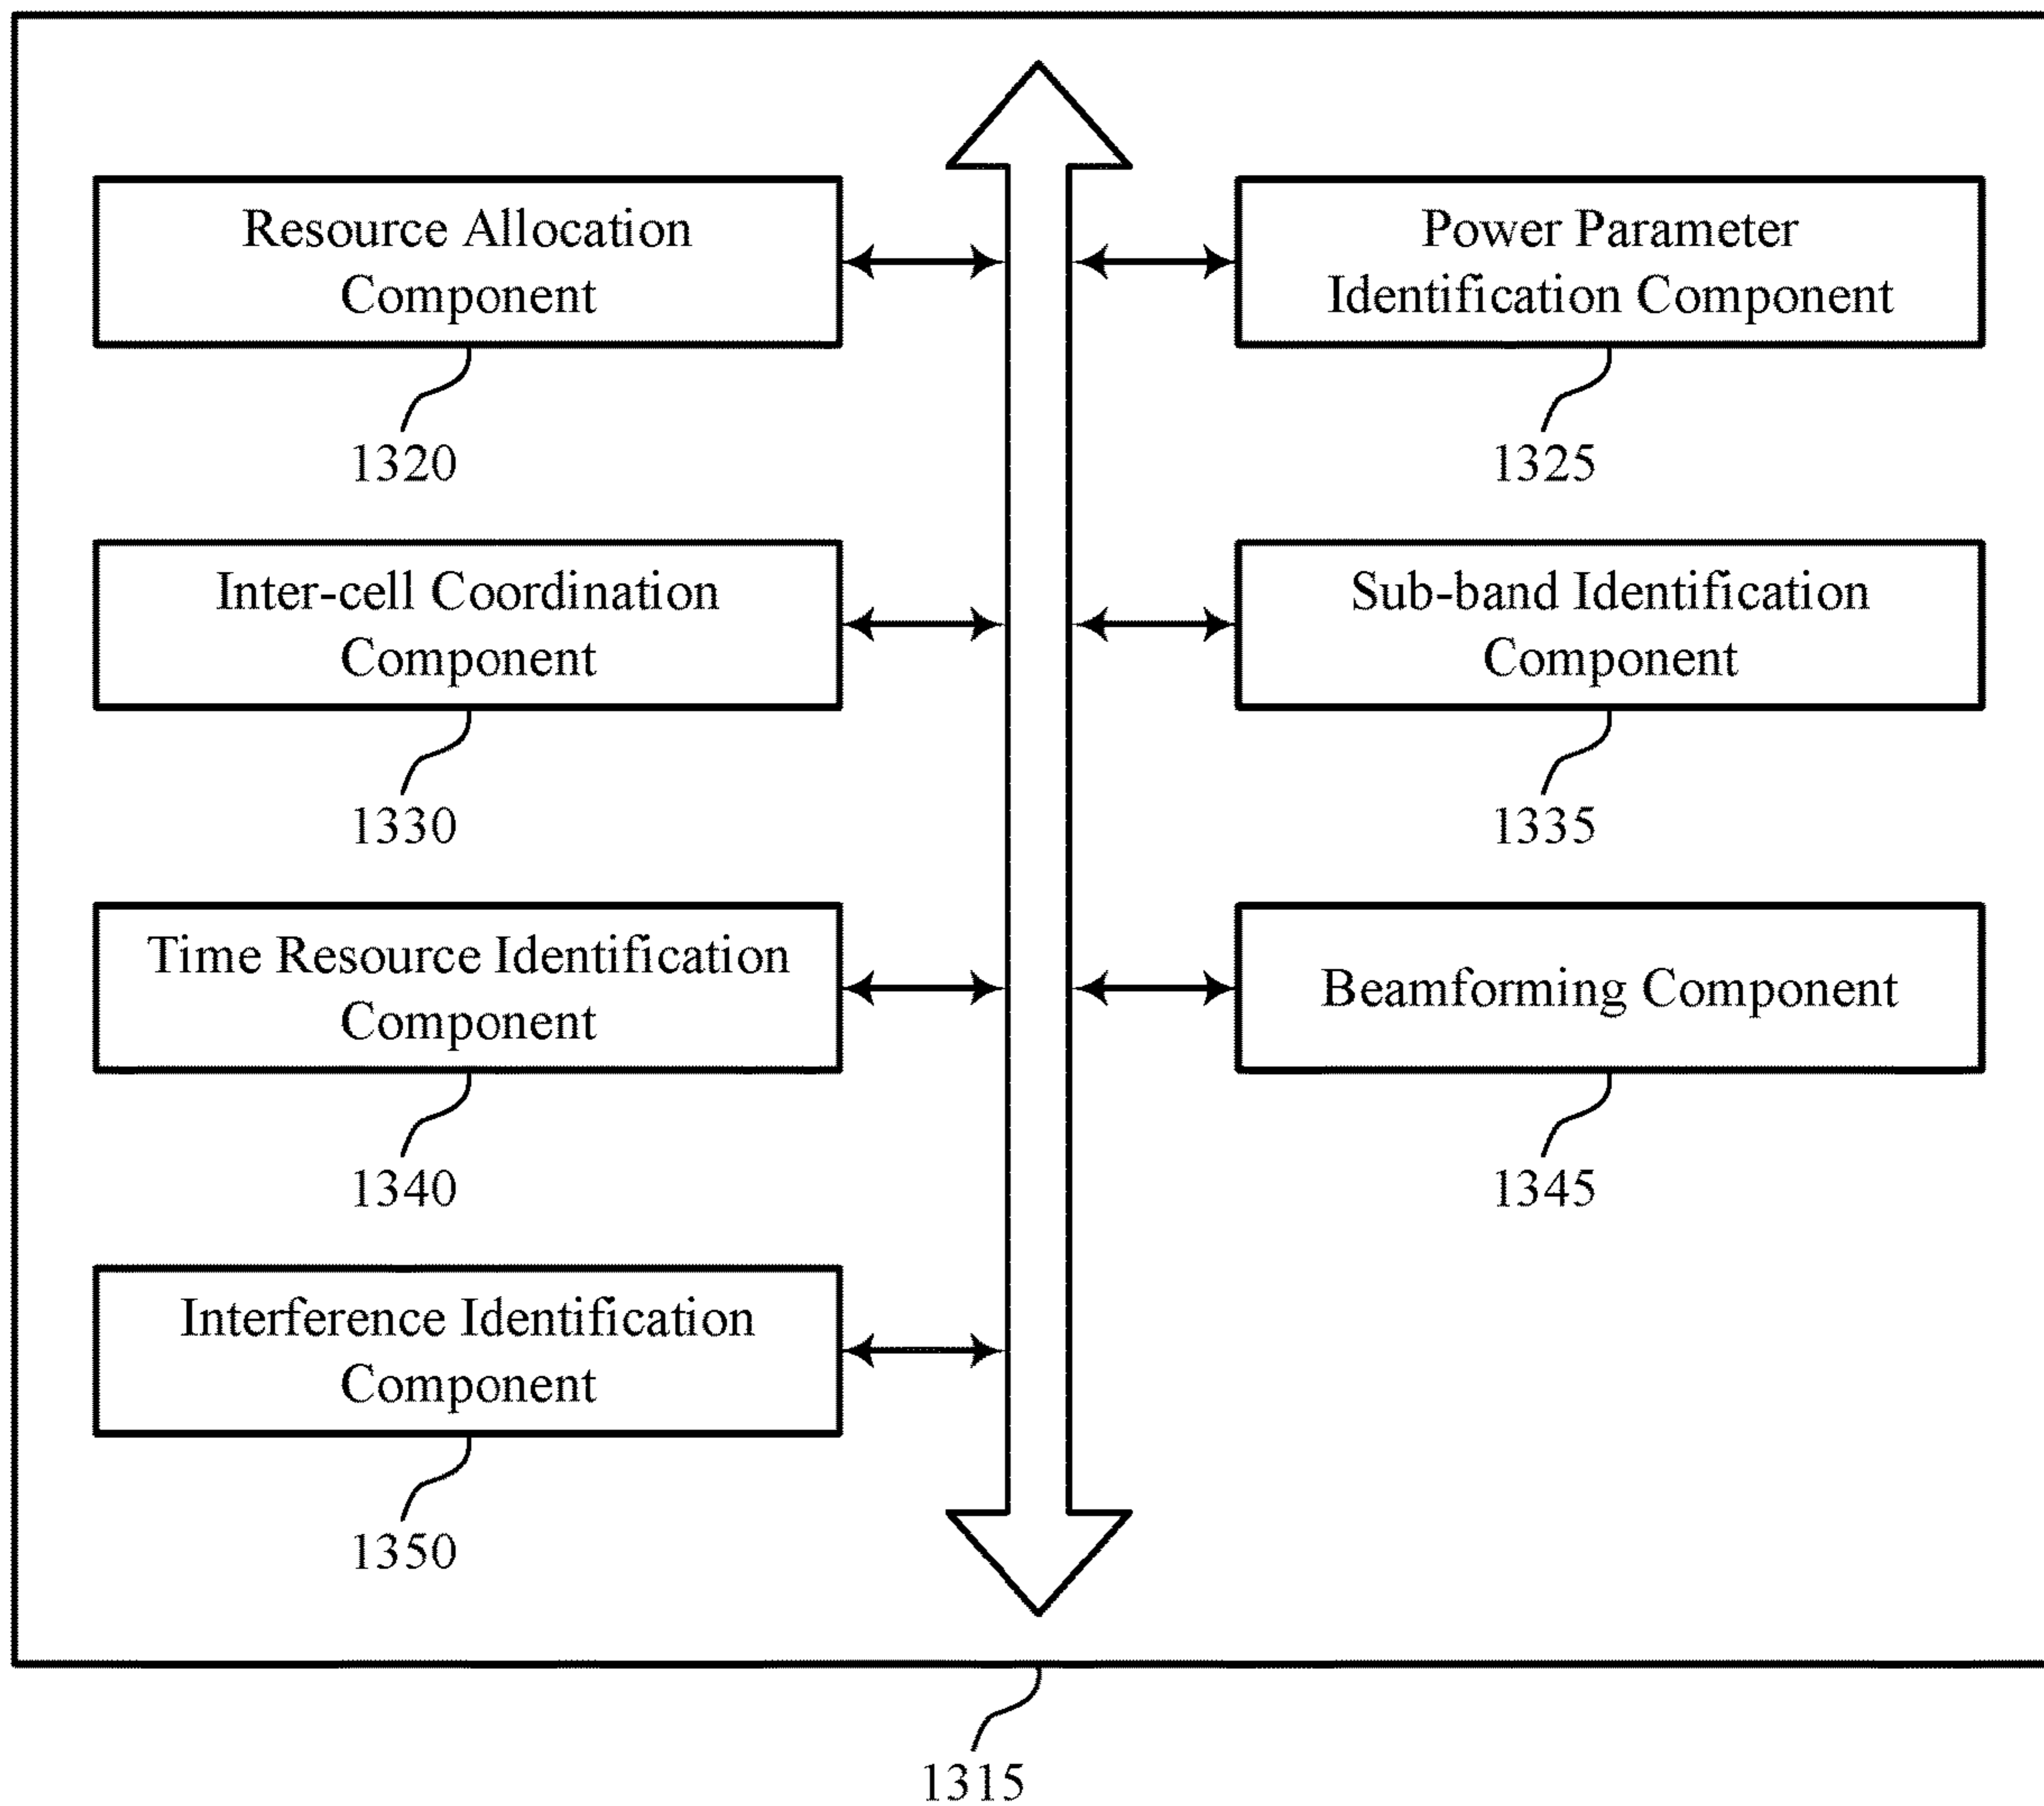 Resource Allocation
Component
1320
Power Parameter
Identification Component
1325
Inter-cell Coordination
Component
1330
Sub-band Identification
Component
1335
Time Resource Identification
Component
1340
Beamforming Component
1345
Interference Identification
Component
1350
1315